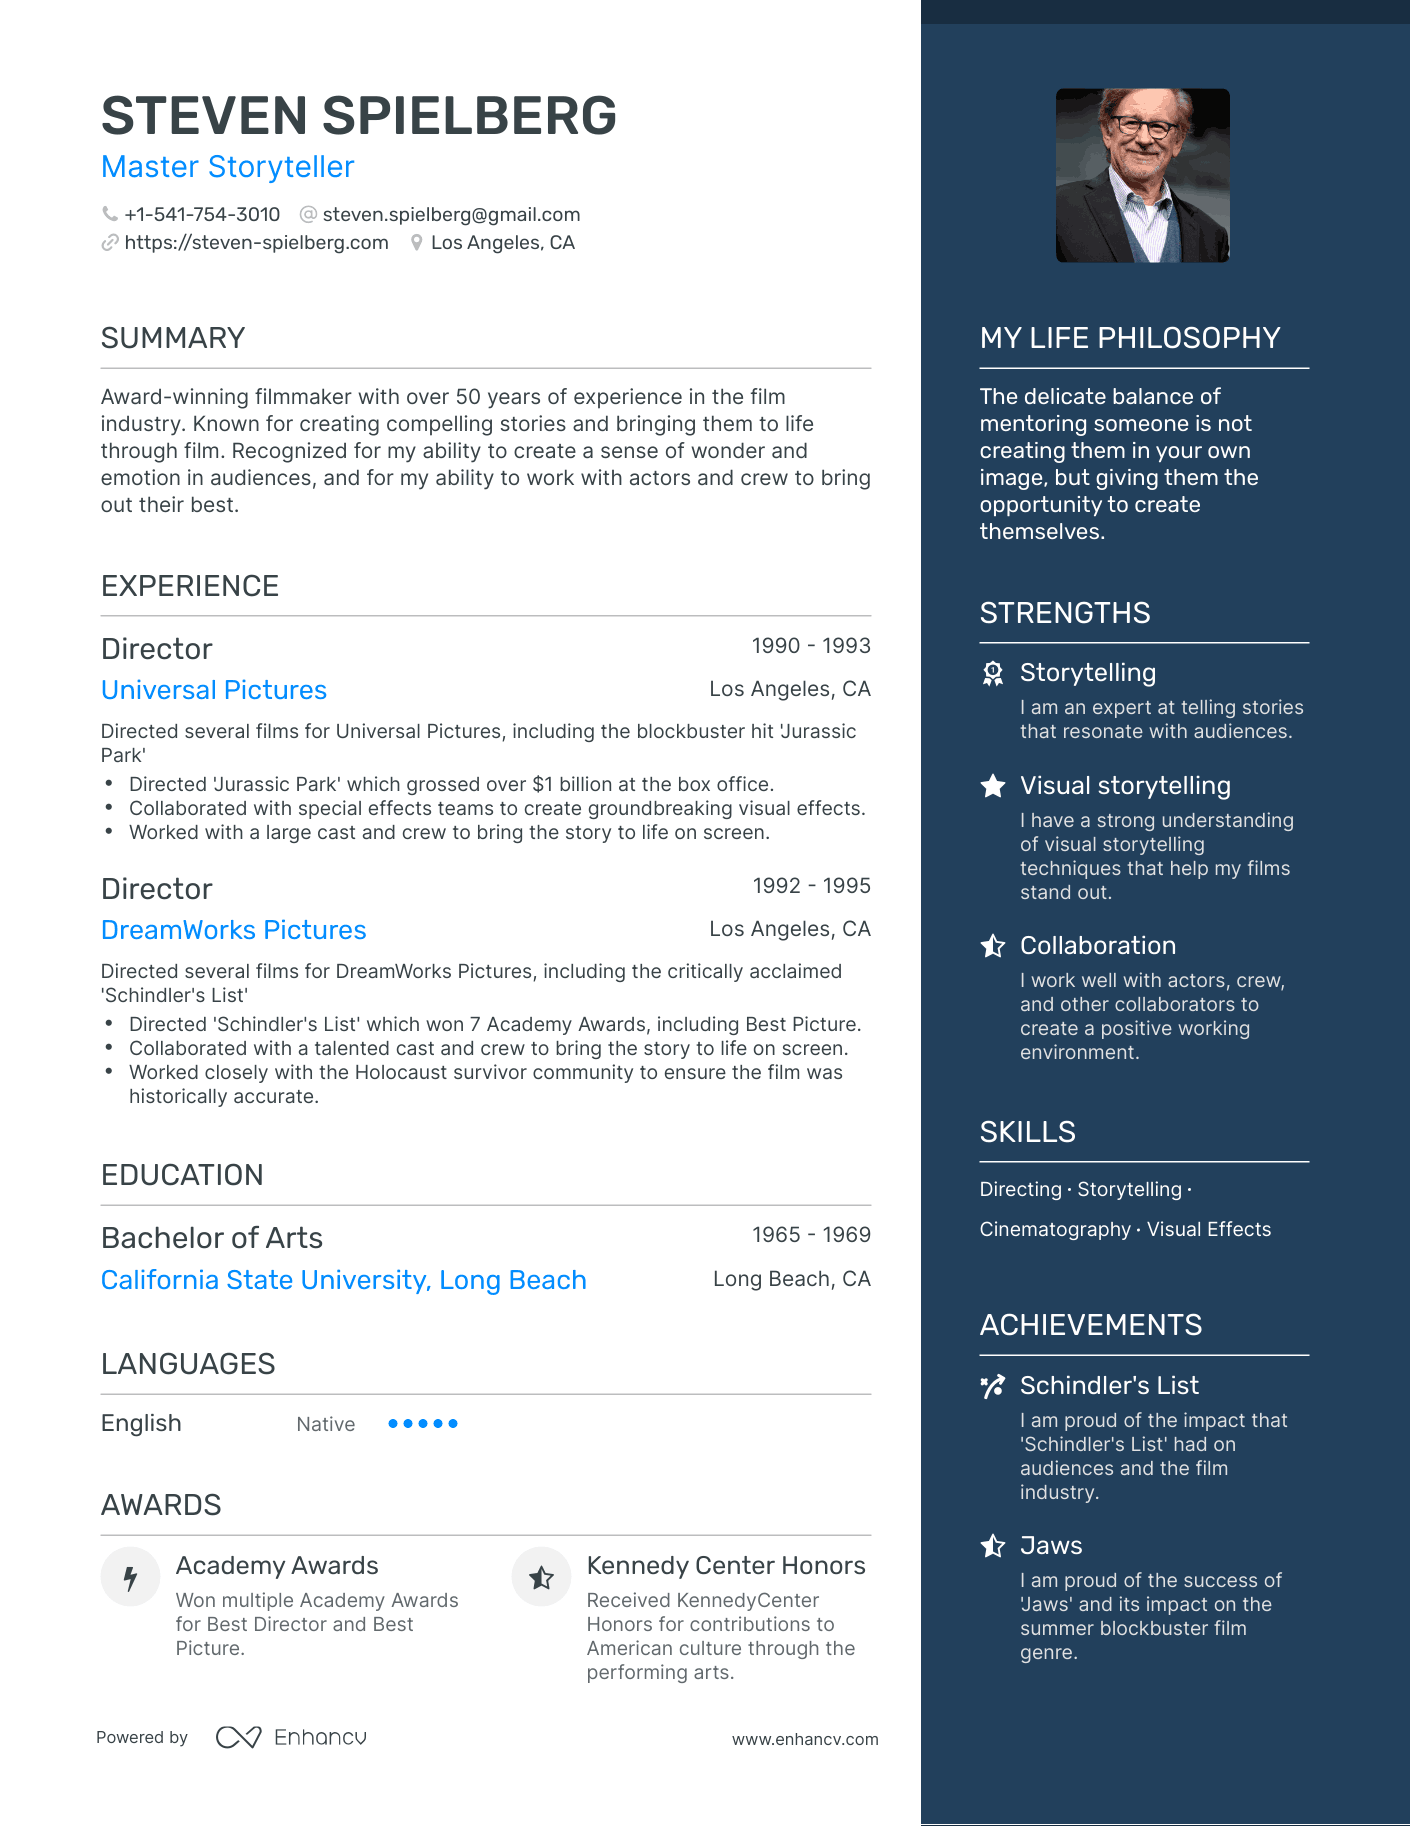 STEVEN SPIELBERG
Master Storyteller
+1-541-754-3010 steven.spielberg@gmail.com
https://steven-spielberg.com Los Angeles, CA
SUMMARY
Award-winning filmmaker with over 50 years of experience in the film
industry. Known for creating compelling stories and bringing them to life
through film. Recognized for my ability to create a sense of wonder and
emotion in audiences, and for my ability to work with actors and crew to bring
out their best.
EXPERIENCE
Director 1990 - 1993
Universal Pictures Los Angeles, CA
Directed several films for Universal Pictures, including the blockbuster hit 'Jurassic
Park'
• Directed 'Jurassic Park' which grossed over $1 billion at the box office.
• Collaborated with special effects teams to create groundbreaking visual effects.
• Worked with a large cast and crew to bring the story to life on screen.
Director 1992 - 1995
DreamWorks Pictures Los Angeles, CA
Directed several films for DreamWorks Pictures, including the critically acclaimed
'Schindler's List'
• Directed 'Schindler's List' which won 7 Academy Awards, including Best Picture.
• Collaborated with a talented cast and crew to bring the story to life on screen.
• Worked closely with the Holocaust survivor community to ensure the film was
historically accurate.
EDUCATION
Bachelor of Arts 1965 - 1969
California State University, Long Beach Long Beach, CA
LANGUAGES
English Native
AWARDS
Academy Awards
Won multiple Academy Awards
for Best Director and Best
Picture.
Kennedy Center Honors
Received KennedyCenter
Honors for contributions to
American culture through the
performing arts.
Powered by Enhancv www.enhancv.com
MY LIFE PHILOSOPHY
The delicate balance of
mentoring someone is not
creating them in your own
image, but giving them the
opportunity to create
themselves.
STRENGTHS
Storytelling
I am an expert at telling stories
that resonate with audiences.
Visual storytelling
I have a strong understanding
of visual storytelling
techniques that help my films
stand out.
Collaboration
I work well with actors, crew,
and other collaborators to
create a positive working
environment.
SKILLS
Directing · Storytelling ·
Cinematography · Visual Effects
ACHIEVEMENTS
Schindler's List
I am proud of the impact that
'Schindler's List' had on
audiences and the film
industry.
Jaws
I am proud of the success of
'Jaws' and its impact on the
summer blockbuster film
genre.